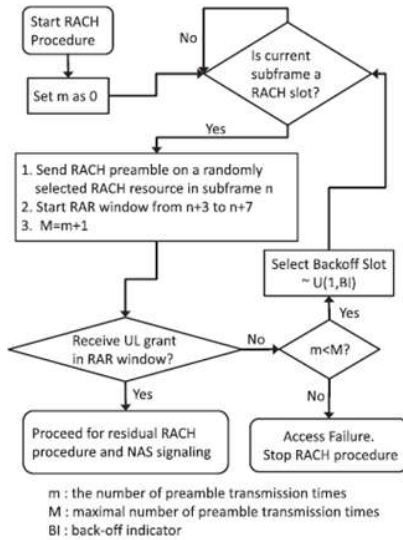 Start RACH
Procedure
No
Is current
subframe a
RACH slot?
Set m as 0
Yes
1. Send RACH preamble on a randomly
selected RACH resource in subframe n
2. Start RAR window from n+3 to n+7
3. M=m+1
Select Backoff Slot
~ U(1,BI)
Yes
Receive UL grant
in RAR window?
No
m<M?
Yes
No
Proceed for residual RACH
procedure and NAS signaling
Access Failure.
Stop RACH procedure
m : the number of preamble transmission times
M : maximal number of preamble transmission times
BI : back-off indicator